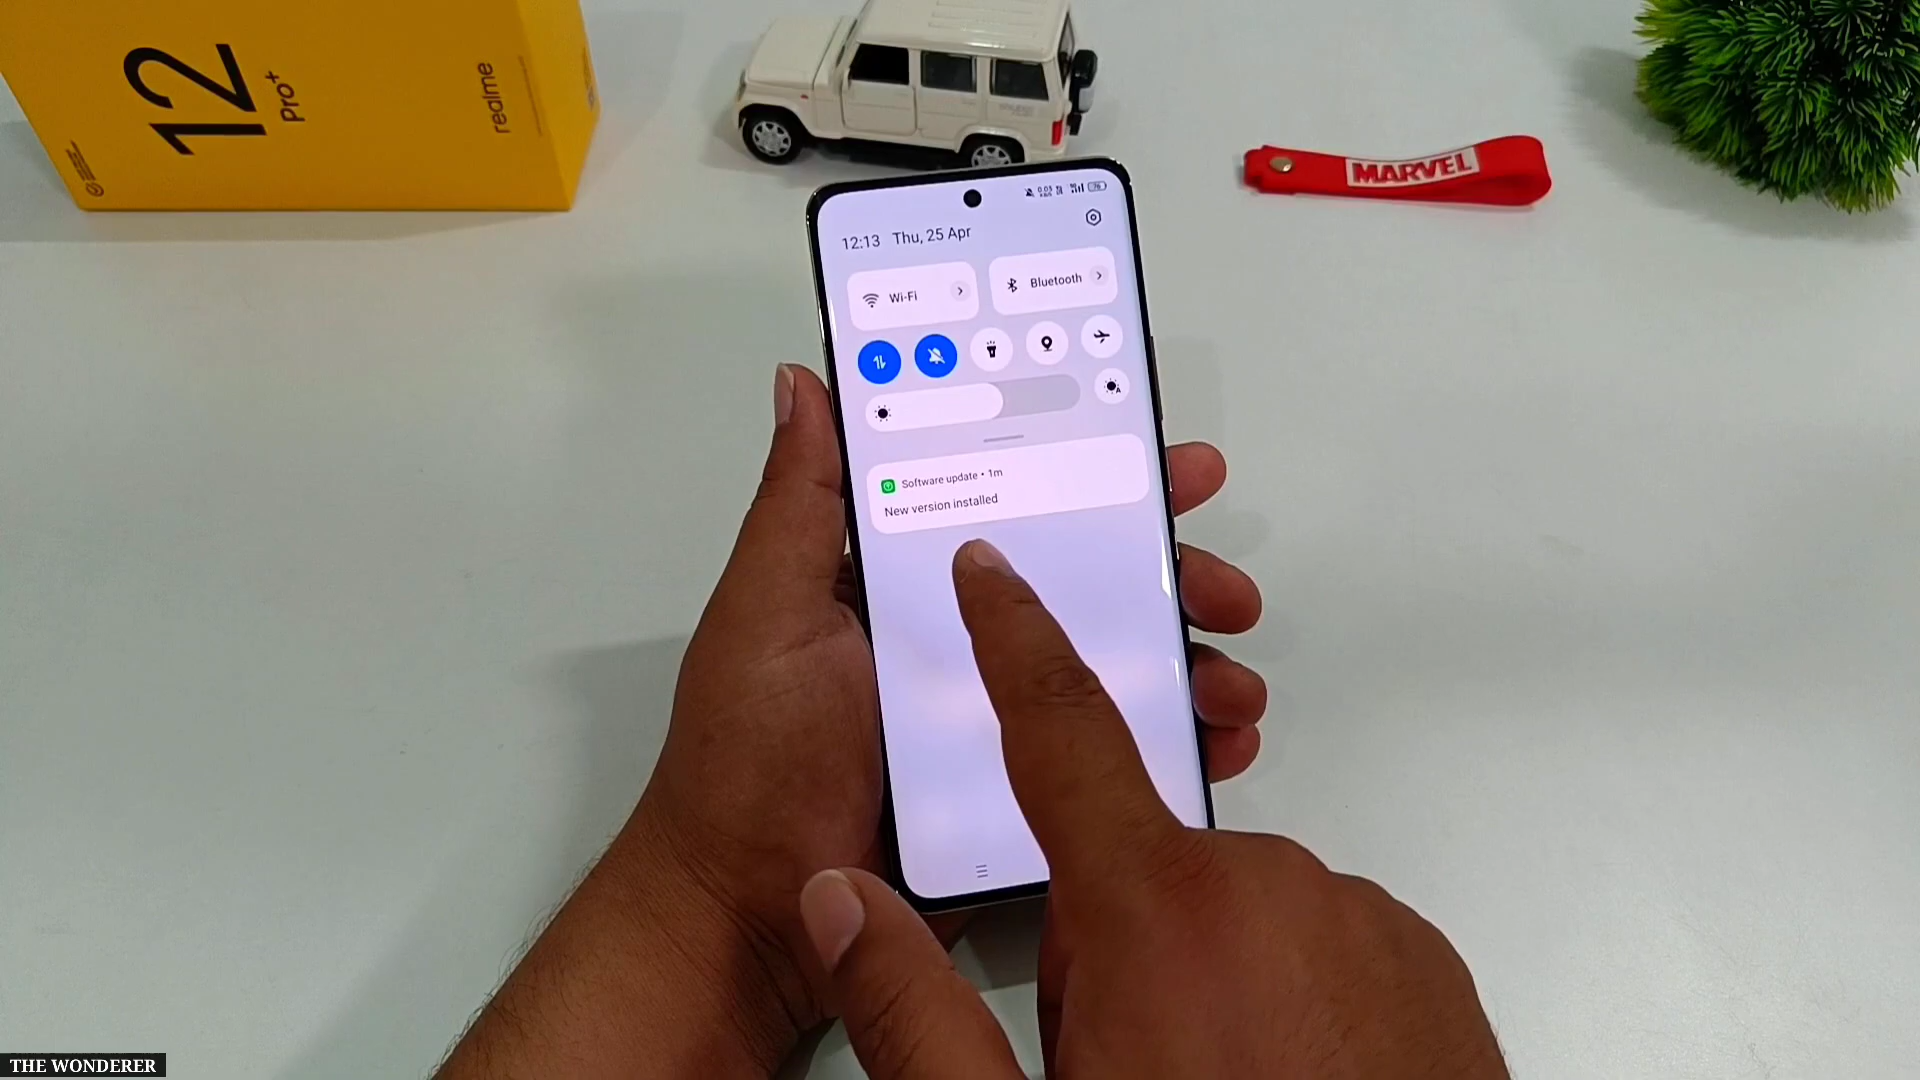 12
Pro+
realme
MARVEL
12:13 Thu, 25 Apr
Wi-Fi
Bluetooth
Software update • 1m
New version installed
THE WONDERER